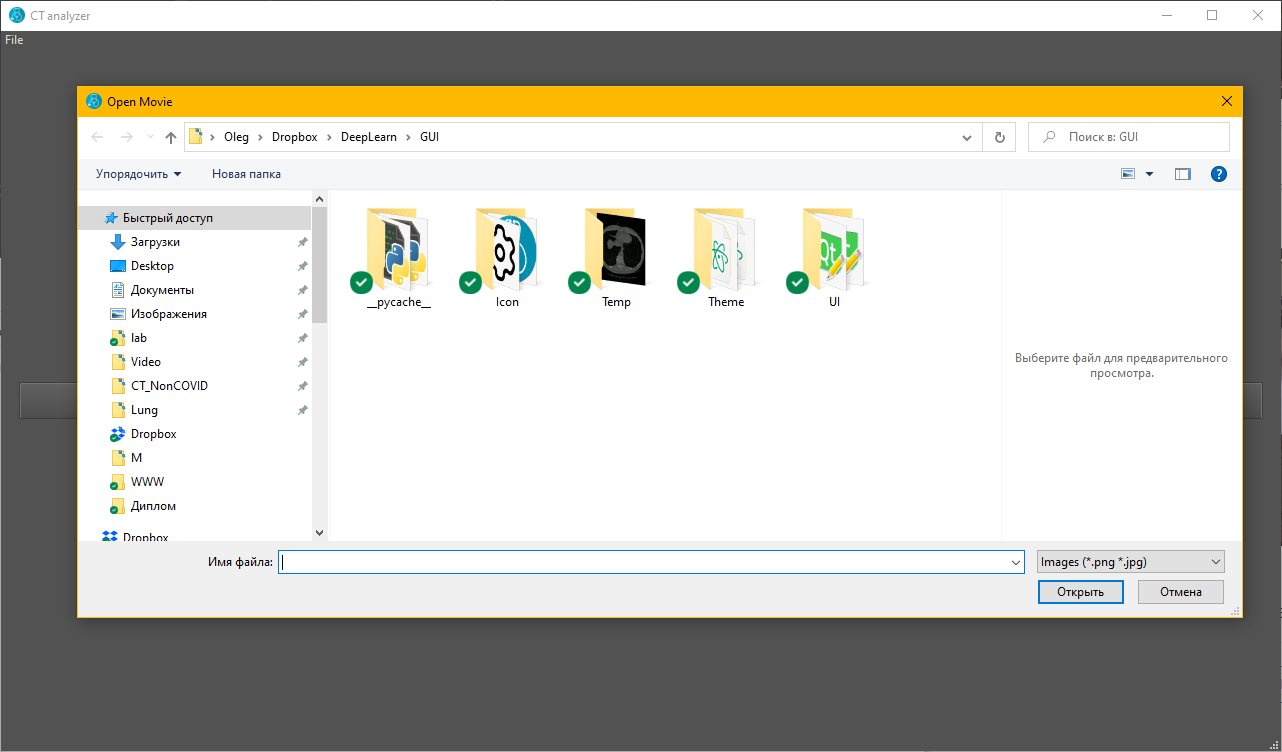 CT analyzer
File
Open Movie
Oleg > Dropbox > DeepLearn > GUI
Поиск в: GUI
Упорядочить
Новая папка
?
Быстрый доступ
Загрузки
Desktop
Документы
Изображения
lab
Video
CT_NonCOVID
Lung
Dropbox
M
WWW
Диплом
Dropbox
__pycache__
Icon
Temp
Theme
UI
Выберите файл для предварительного
просмотра.
Имя файла:
Images (*.png *.jpg)
Открыть
Отмена